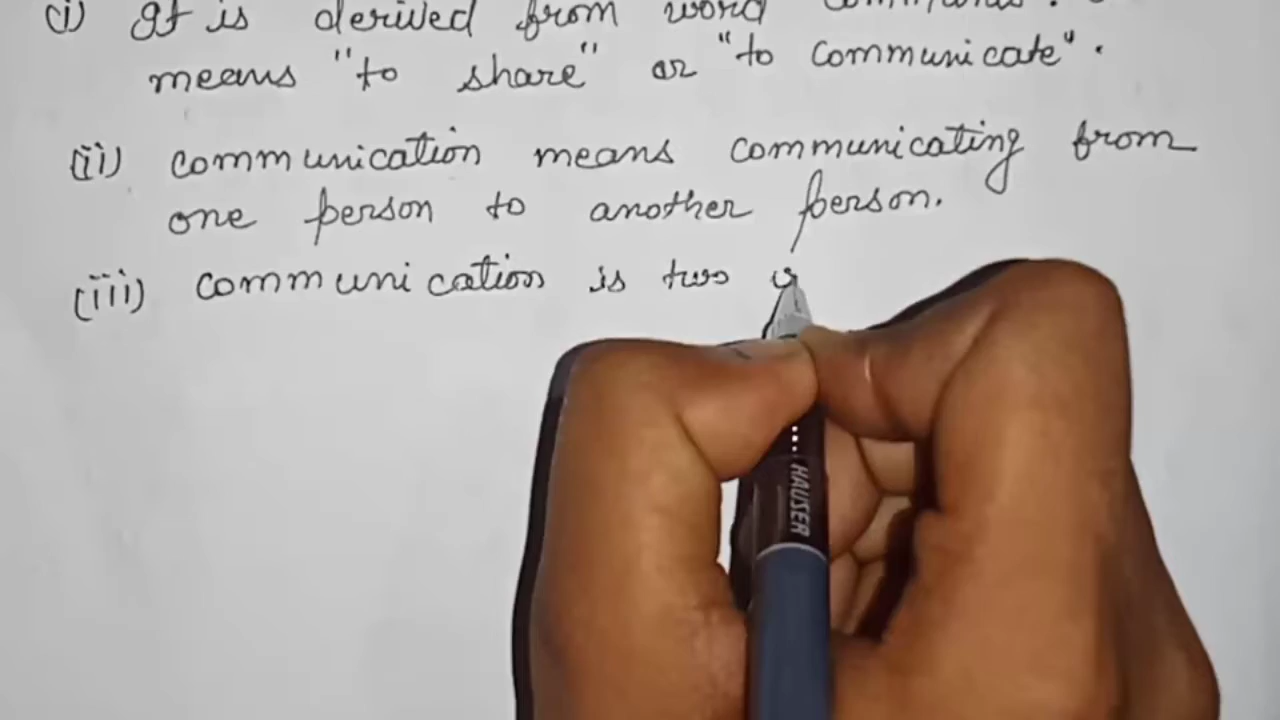 (i) It is derived from word
means "to share" or "to communicate".
(ii) communication means communicating from
one person to another person.
(iii) communication is two
HAUSER